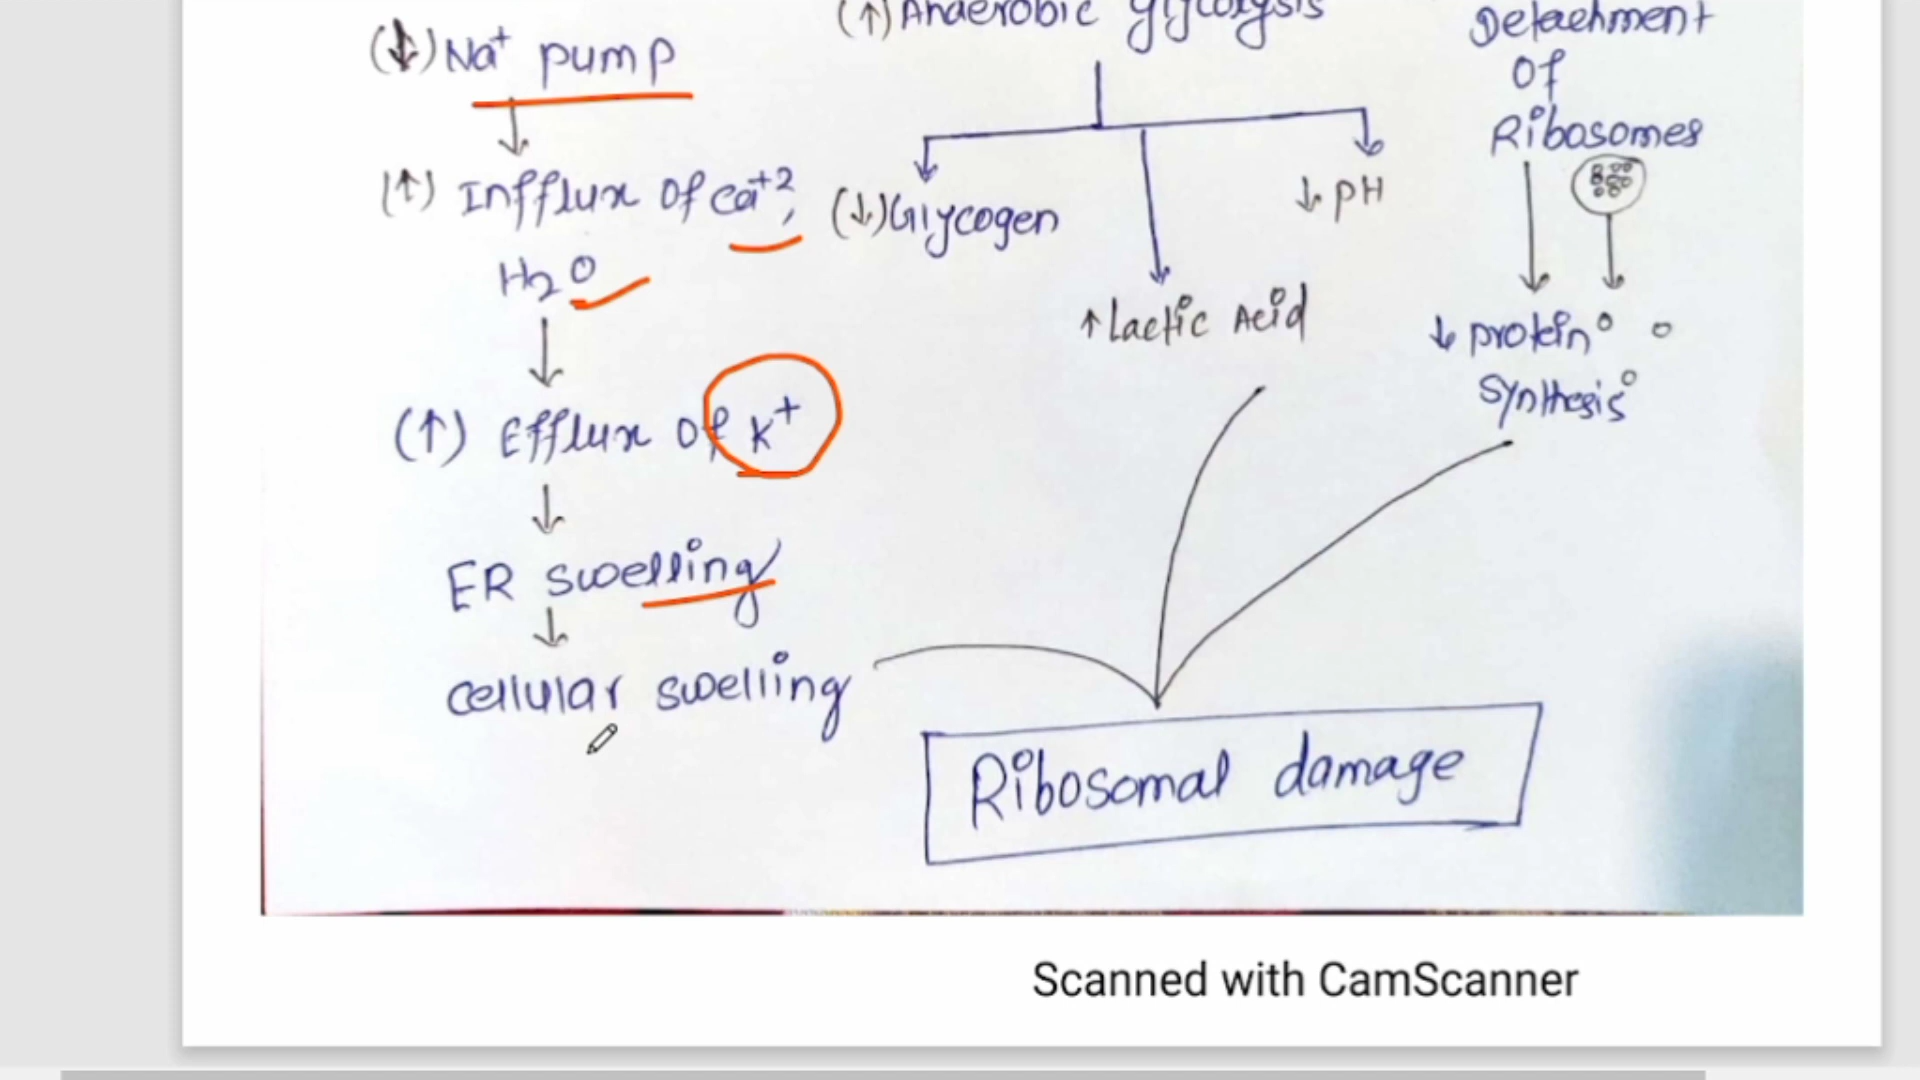 (↓) Na⁺ pump
(↑) Infflux of Ca⁺²,
H₂O
(↑) Efflux of K⁺
ER swelling
cellular swelling
(↑) Anaerobic glycolysis
(↓) Glycogen
↑ Lactic Acid
↓ pH
Detachment
of
Ribosomes
↓ protein
synthesis
Ribosomal damage
Scanned with CamScanner